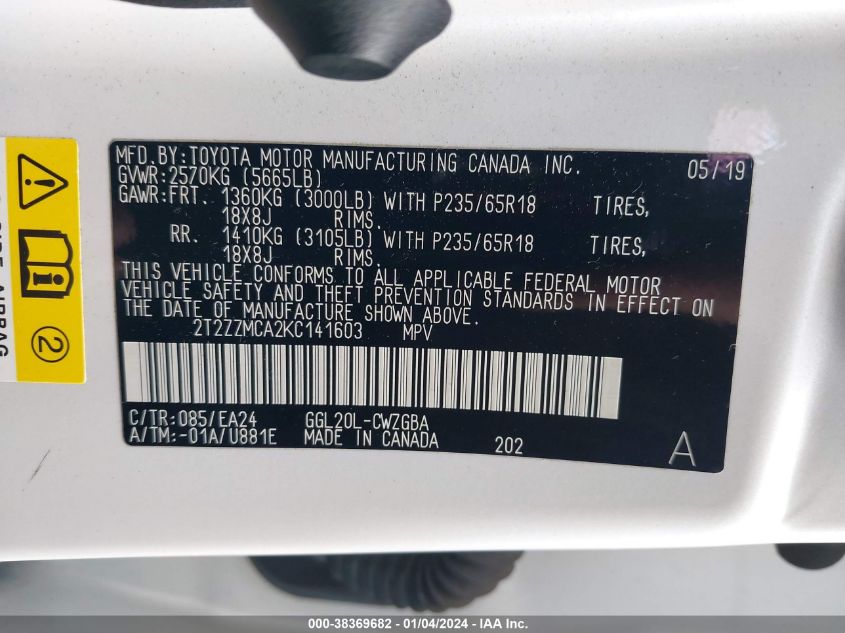 MFD.BY:TOYOTA MOTOR MANUFACTURING CANADA INC. 05/19
GVWR:2570KG (5665LB)
GAWR:FRT. 1360KG (3000LB) WITH P235/65R18 TIRES,
18X8J RIMS.
RR. 1410KG (3105LB) WITH P235/65R18 TIRES,
18X8J RIMS.
THIS VEHICLE CONFORMS TO ALL APPLICABLE FEDERAL MOTOR
VEHICLE SAFETY AND THEFT PREVENTION STANDARDS IN EFFECT ON
THE DATE OF MANUFACTURE SHOWN ABOVE.
2T2ZZMCA2KC141603 MPV
C/TR:085/EA24 GGL20L-CWZGBA
A/TM:-01A/U881E MADE IN CANADA 202 A
2
SIDE AIRBAG
000-38369682 - 01/04/2024 - IAA Inc.